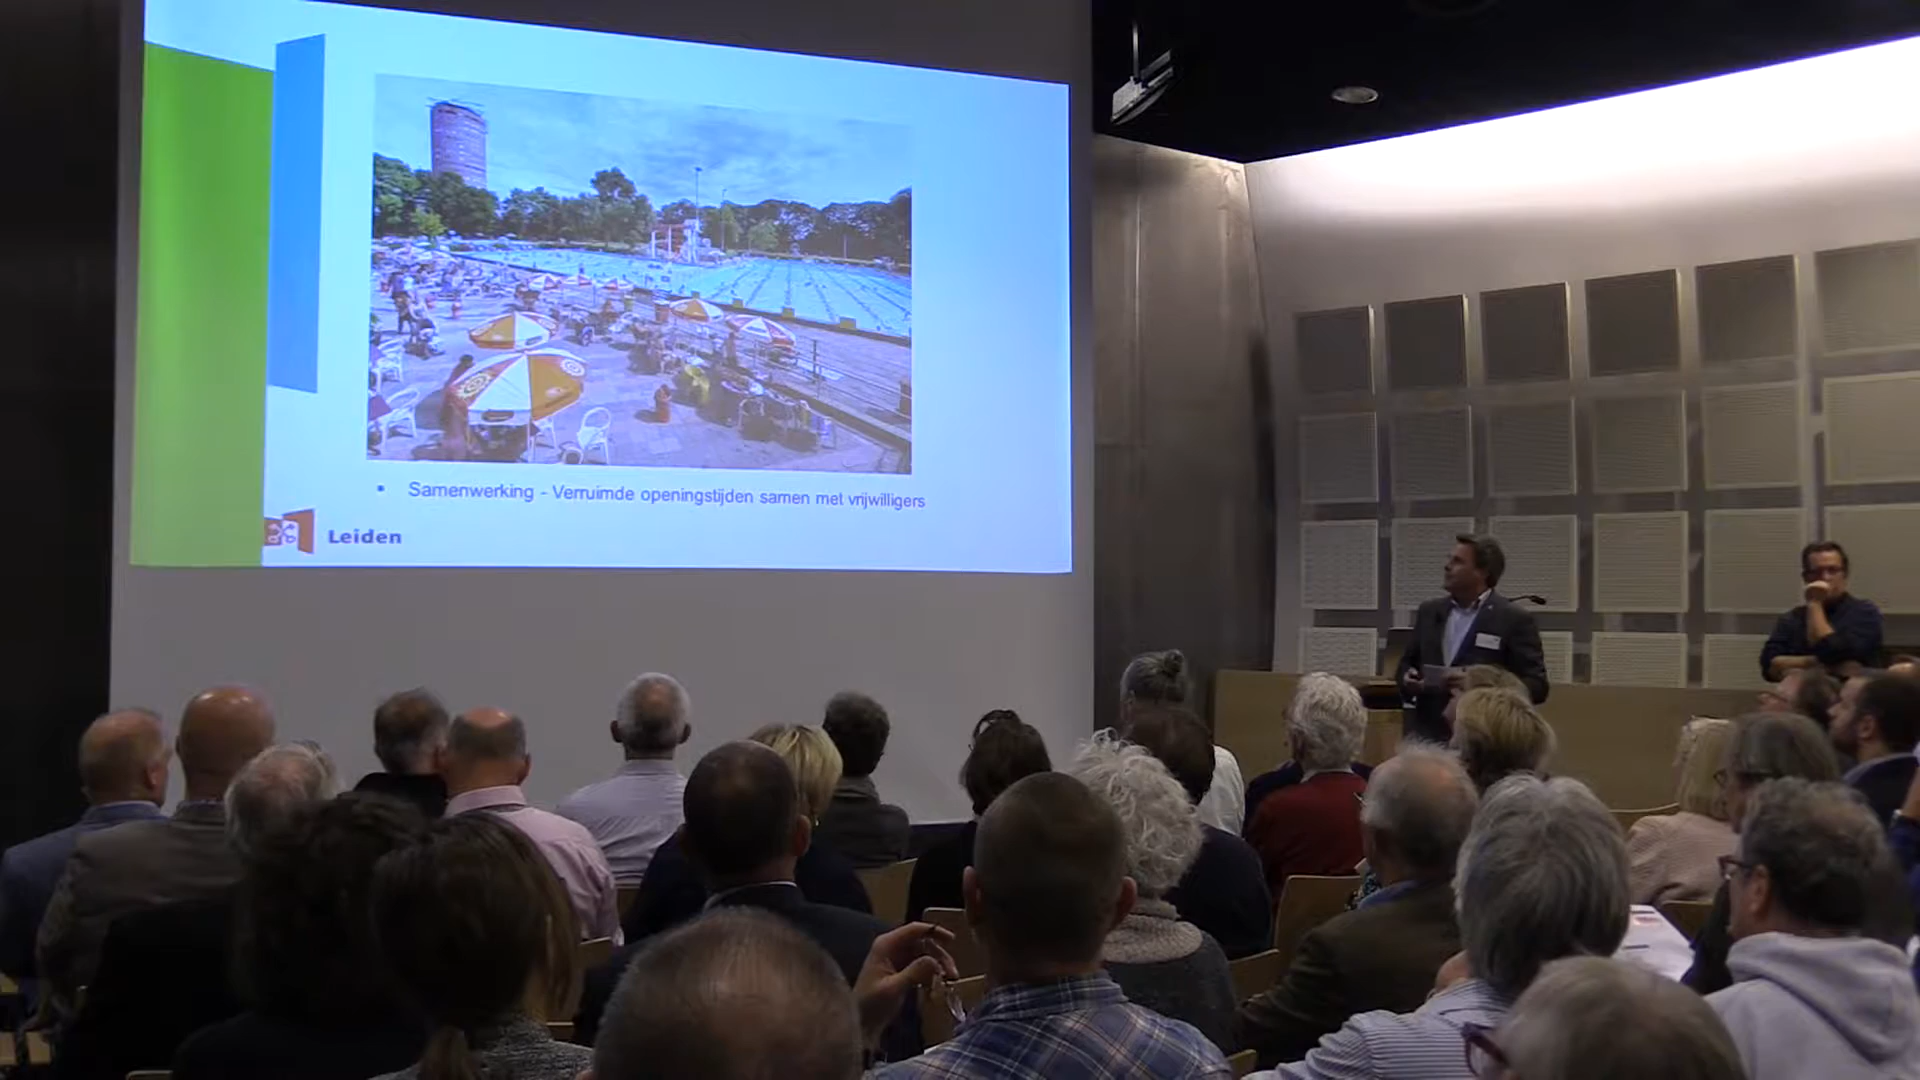 ▪ Samenwerking - Verruimde openingstijden samen met vrijwilligers
Leiden